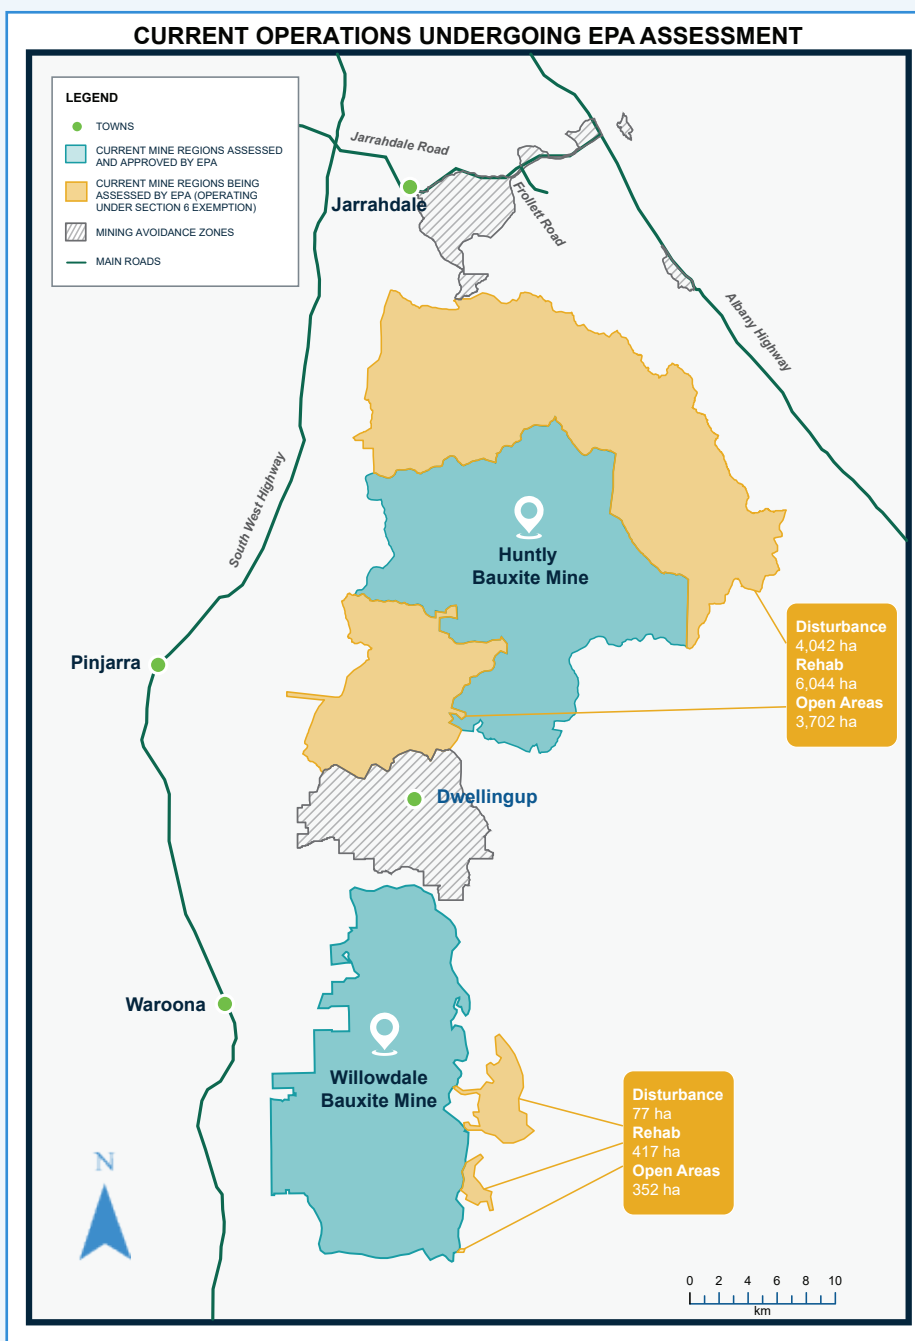 CURRENT OPERATIONS UNDERGOING EPA ASSESSMENT
LEGEND
TOWNS
CURRENT MINE REGIONS ASSESSED
AND APPROVED BY EPA
CURRENT MINE REGIONS BEING
ASSESSED BY EPA (OPERATING
UNDER SECTION 6 EXEMPTION)
MINING AVOIDANCE ZONES
MAIN ROADS
Jarrahdale Road
Jarrahdale
Frollett Road
Albany Highway
South West Highway
Huntly
Bauxite Mine
Disturbance
4,042 ha
Rehab
6,044 ha
Open Areas
3,702 ha
Pinjarra
Dwellingup
Waroona
Willowdale
Bauxite Mine
Disturbance
77 ha
Rehab
417 ha
Open Areas
352 ha
N
0 2 4 6 8 10
km